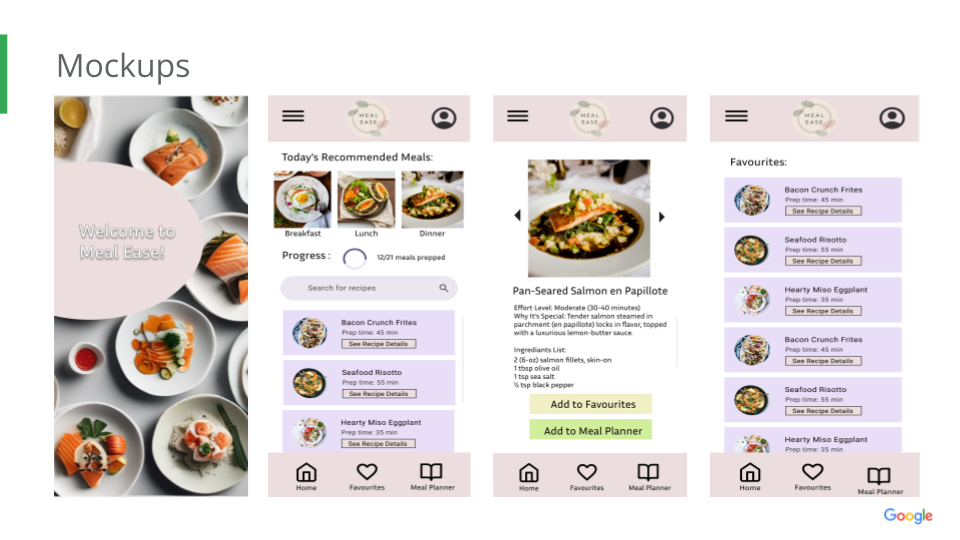 Mockups
Welcome to
Meal Ease!
MEAL
EASE
Today's Recommended Meals:
Breakfast
Lunch
Dinner
Progress :
12/21 meals prepped
Search for recipes
Bacon Crunch Frites
Prep time: 45 min
See Recipe Details
Seafood Risotto
Prep time: 55 min
See Recipe Details
Hearty Miso Eggplant
Prep time: 35 min
See Recipe Details
Home
Favourites
Meal Planner
MEAL
EASE
Pan-Seared Salmon en Papillote
Effort Level: Moderate (30-40 minutes)
Why It's Special: Tender salmon steamed in
parchment (en papillote) locks in flavor, topped
with a luxurious lemon-butter sauce.
Ingrediants List:
2 (6-oz) salmon fillets, skin-on
1 tbsp olive oil
1 tsp sea salt
½ tsp black pepper
Add to Favourites
Add to Meal Planner
Home
Favourites
Meal Planner
MEAL
EASE
Favourites:
Bacon Crunch Frites
Prep time: 45 min
See Recipe Details
Seafood Risotto
Prep time: 55 min
See Recipe Details
Hearty Miso Eggplant
Prep time: 35 min
See Recipe Details
Bacon Crunch Frites
Prep time: 45 min
See Recipe Details
Seafood Risotto
Prep time: 55 min
See Recipe Details
Hearty Miso Eggplant
Prep time: 35 min
Home
Favourites
Meal Planner
Google